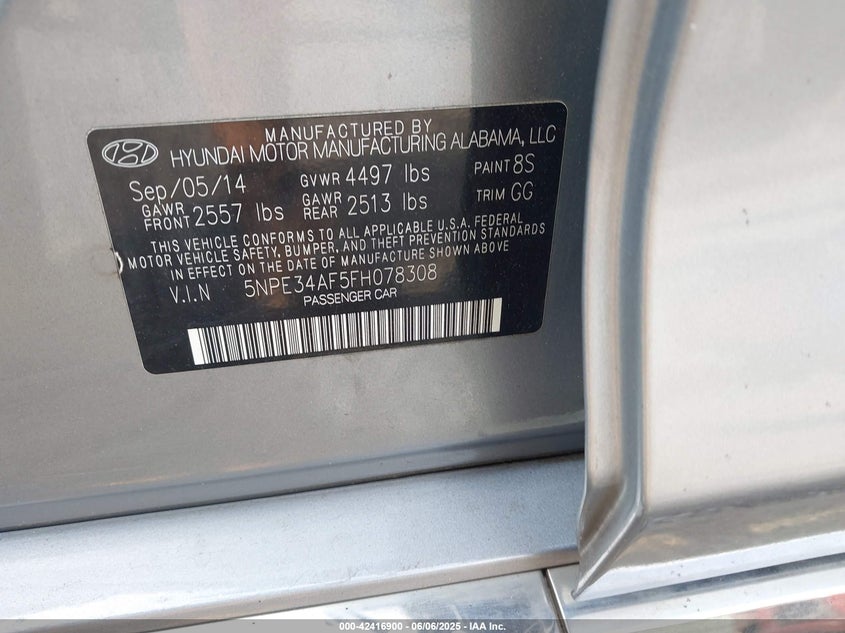 MANUFACTURED BY
HYUNDAI MOTOR MANUFACTURING ALABAMA, LLC
Sep/05/14 GVWR 4497 lbs PAINT 8S
GAWR FRONT 2557 lbs GAWR REAR 2513 lbs TRIM GG
THIS VEHICLE CONFORMS TO ALL APPLICABLE U.S.A. FEDERAL
MOTOR VEHICLE SAFETY, BUMPER, AND THEFT PREVENTION STANDARDS
IN EFFECT ON THE DATE OF MANUFACTURE SHOWN ABOVE
V.I.N 5NPE34AF5FH078308
PASSENGER CAR
000-42416900 - 06/06/2025 - IAA Inc.